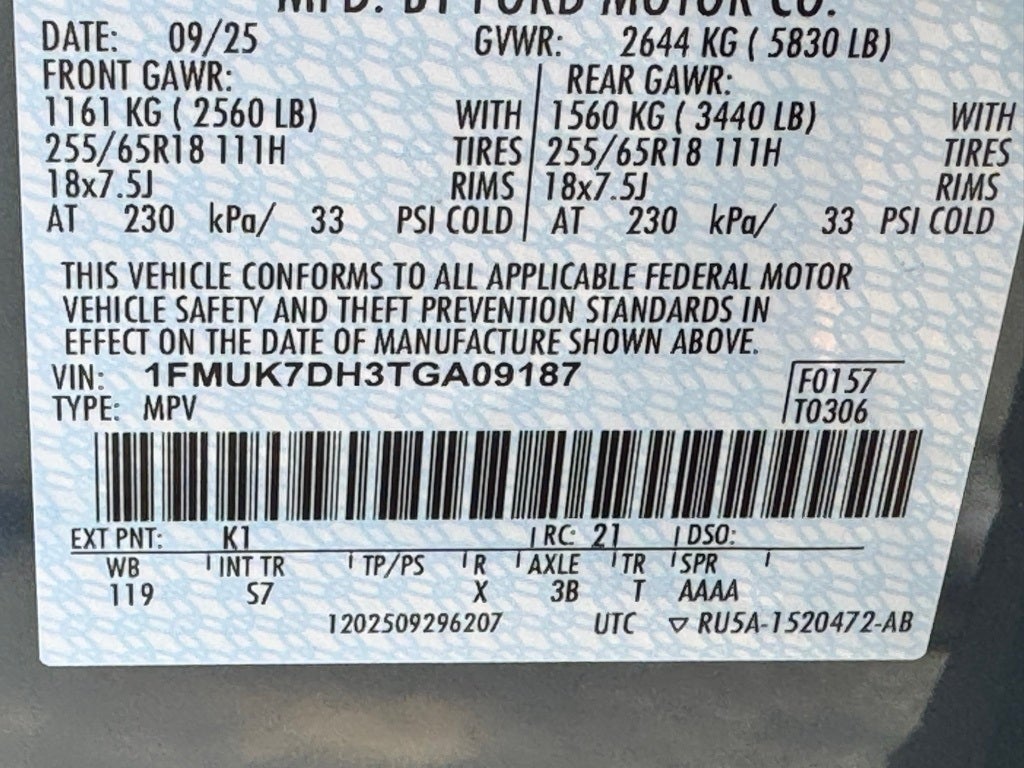 MFD. BY FORD MOTOR CO.
DATE: 09/25 GVWR: 2644 KG ( 5830 LB)
FRONT GAWR: REAR GAWR:
1161 KG ( 2560 LB) WITH 1560 KG ( 3440 LB) WITH
255/65R18 111H TIRES 255/65R18 111H TIRES
18x7.5J RIMS 18x7.5J RIMS
AT 230 kPa/ 33 PSI COLD AT 230 kPa/ 33 PSI COLD
THIS VEHICLE CONFORMS TO ALL APPLICABLE FEDERAL MOTOR
VEHICLE SAFETY AND THEFT PREVENTION STANDARDS IN
EFFECT ON THE DATE OF MANUFACTURE SHOWN ABOVE.
VIN: 1FMUK7DH3TGA09187 F0157
TYPE: MPV T0306
EXT PNT: K1 RC: 21 DSO:
WB INT TR TP/PS R AXLE TR SPR
119 S7 X 3B T AAAA
1202509296207 UTC ▽ RU5A-1520472-AB